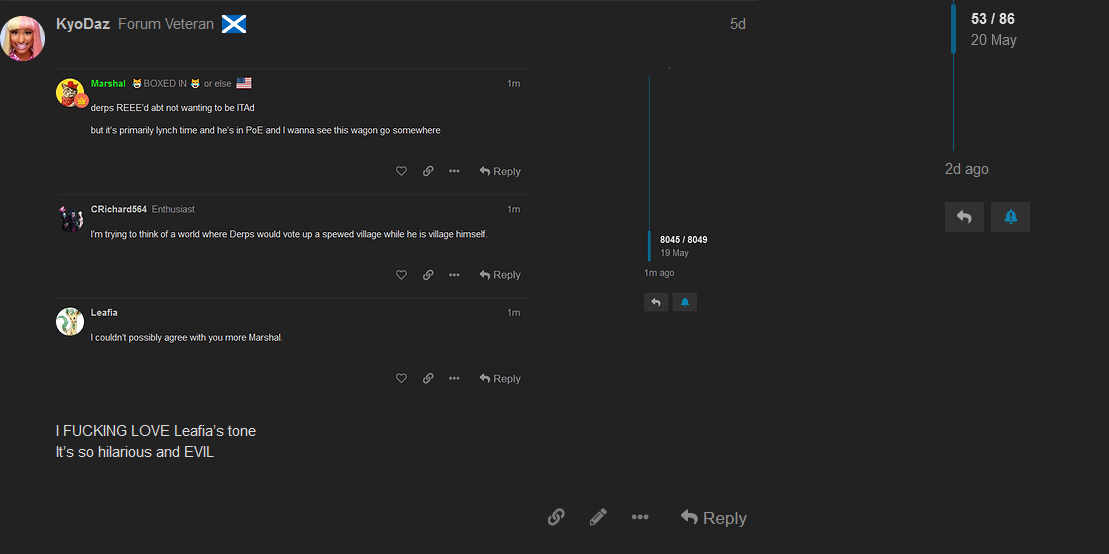 KyoDaz Forum Veteran 5d
Marshal BOXED IN or else 1m
derps REEE'd abt not wanting to be ITAd
but it's primarily lynch time and he's in PoE and I wanna see this wagon go somewhere
Reply
CRichard564 Enthusiast 1m
I'm trying to think of a world where Derps would vote up a spewed village while he is village himself.
Reply
Leafia 1m
I couldn't possibly agree with you more Marshal.
Reply
8045 / 8049
19 May
1m ago
I FUCKING LOVE Leafia's tone
It's so hilarious and EVIL
Reply
53 / 86
20 May
2d ago